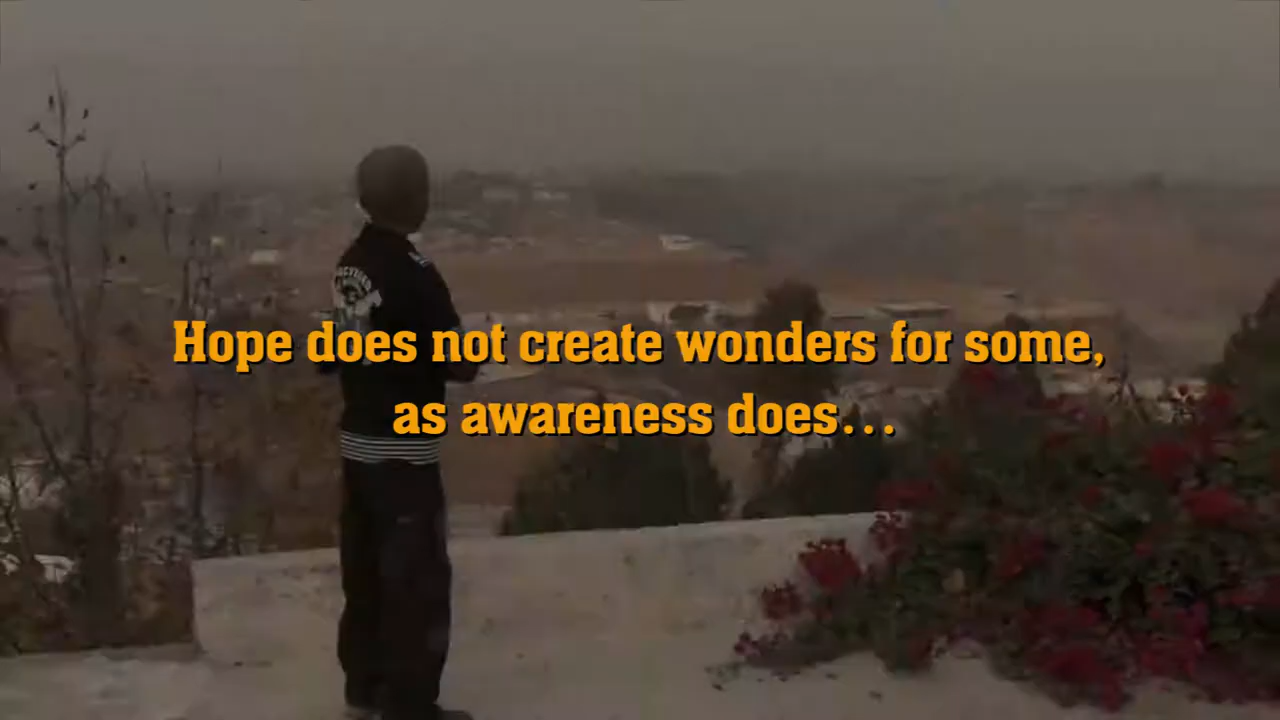 Hope does not create wonders for some,
as awareness does...